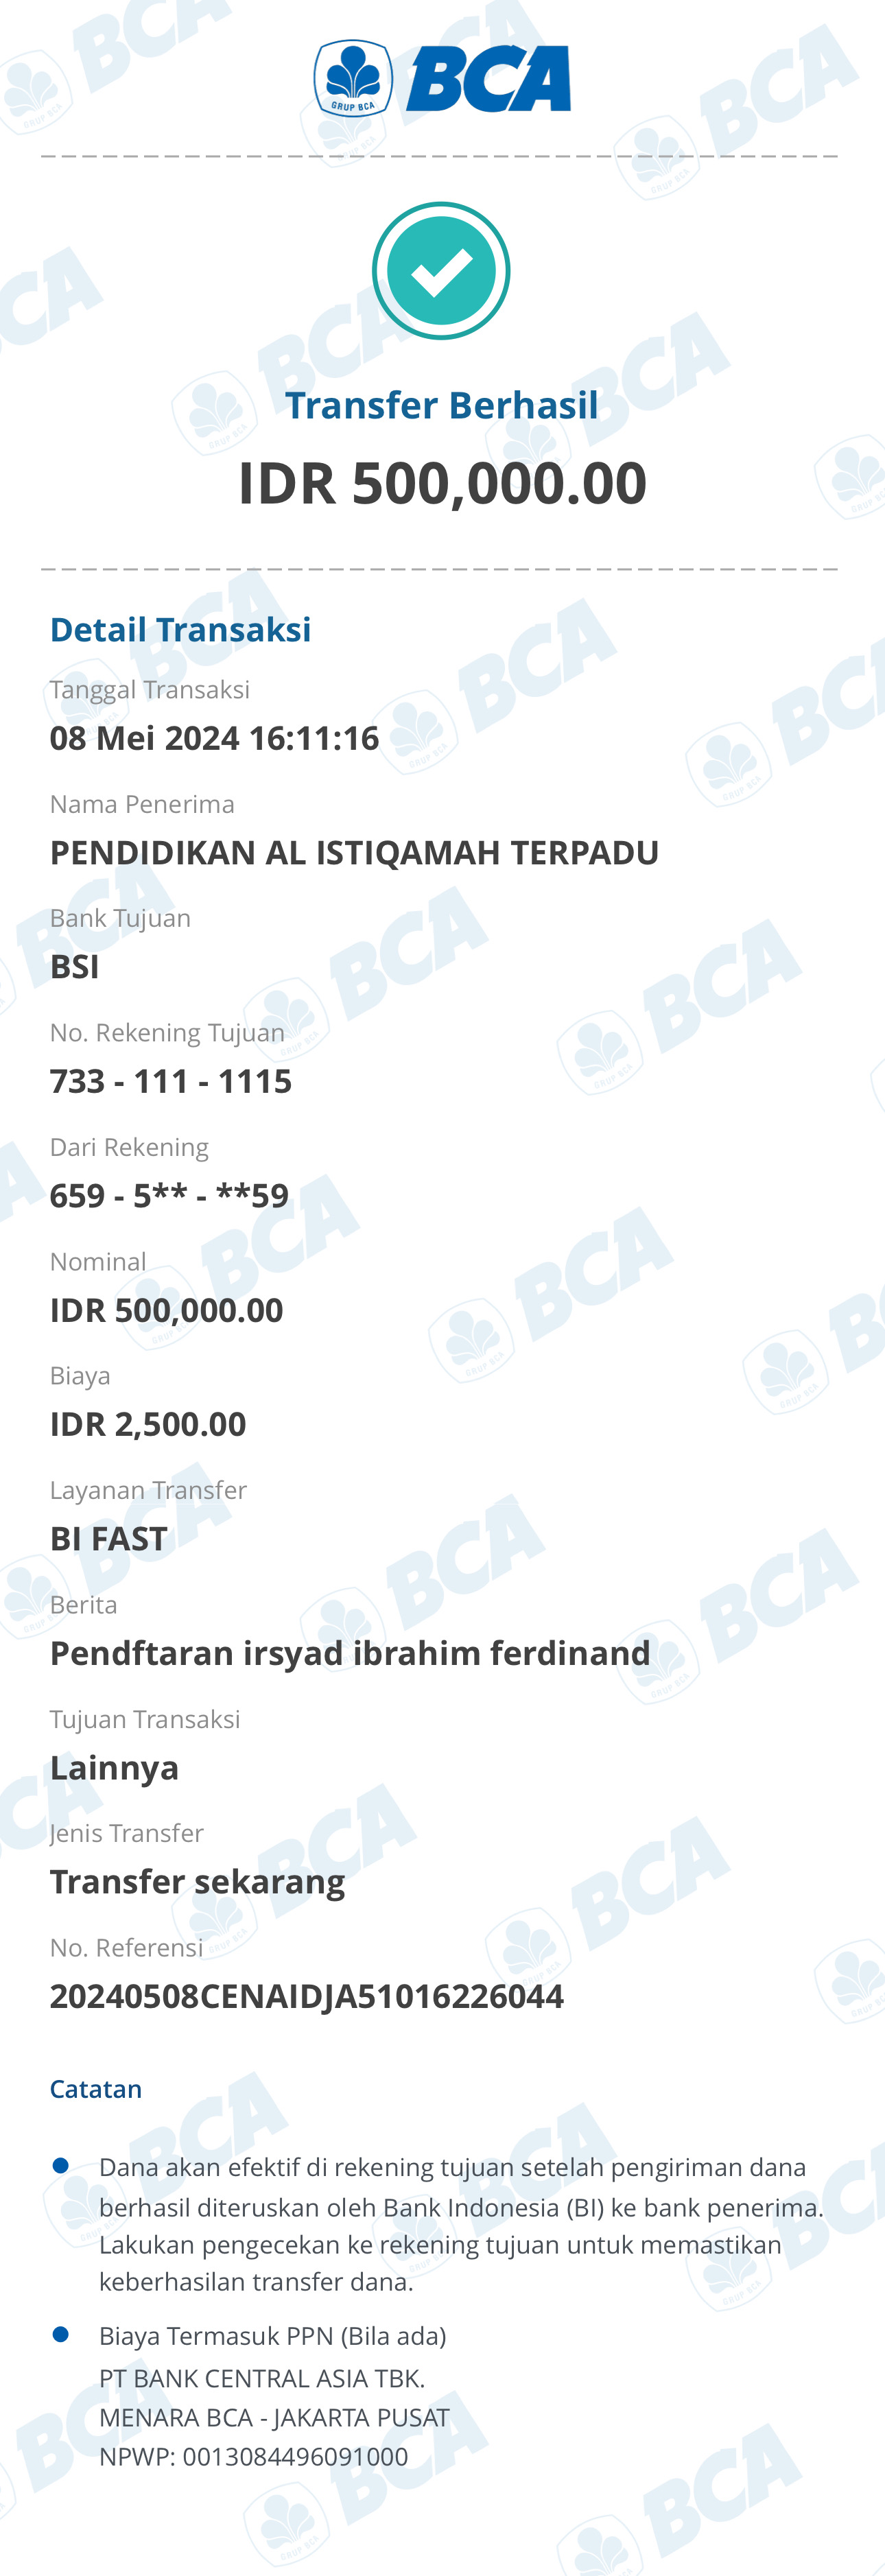 GRUP BCA
BCA
Transfer Berhasil
IDR 500,000.00
Detail Transaksi
Tanggal Transaksi
08 Mei 2024 16:11:16
Nama Penerima
PENDIDIKAN AL ISTIQAMAH TERPADU
Bank Tujuan
BSI
No. Rekening Tujuan
733 - 111 - 1115
Dari Rekening
659 - 5** - **59
Nominal
IDR 500,000.00
Biaya
IDR 2,500.00
Layanan Transfer
BI FAST
Berita
Pendftaran irsyad ibrahim ferdinand
Tujuan Transaksi
Lainnya
Jenis Transfer
Transfer sekarang
No. Referensi
20240508CENAIDJA51016226044
Catatan
Dana akan efektif di rekening tujuan setelah pengiriman dana
berhasil diteruskan oleh Bank Indonesia (BI) ke bank penerima.
Lakukan pengecekan ke rekening tujuan untuk memastikan
keberhasilan transfer dana.
Biaya Termasuk PPN (Bila ada)
PT BANK CENTRAL ASIA TBK.
MENARA BCA - JAKARTA PUSAT
NPWP: 0013084496091000